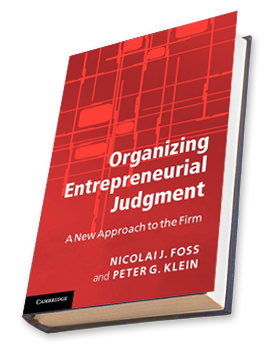 Organizing
Entrepreneurial
Judgment
A New Approach to the Firm
NICOLAI J. FOSS
and PETER G. KLEIN
CAMBRIDGE